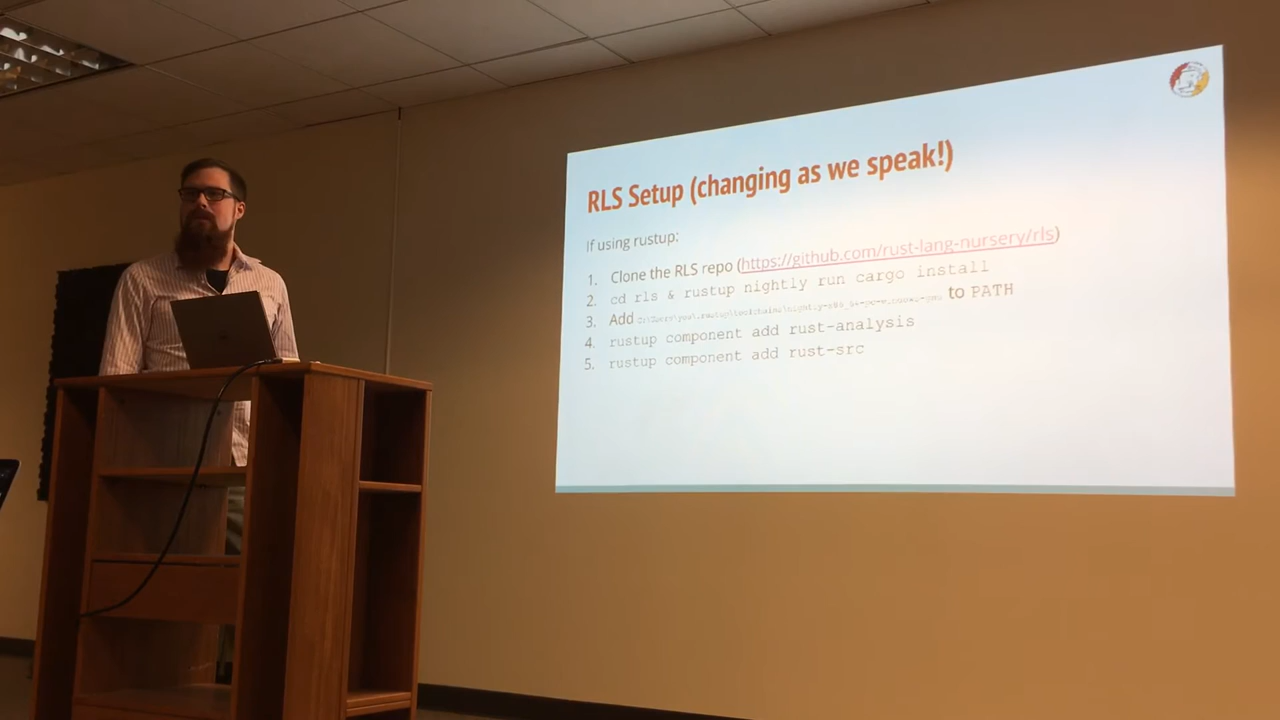 RLS Setup (changing as we speak!)
If using rustup:
1. Clone the RLS repo (https://github.com/rust-lang-nursery/rls)
2. cd rls & rustup nightly run cargo install
3. Add to PATH
4. rustup component add rust-analysis
5. rustup component add rust-src